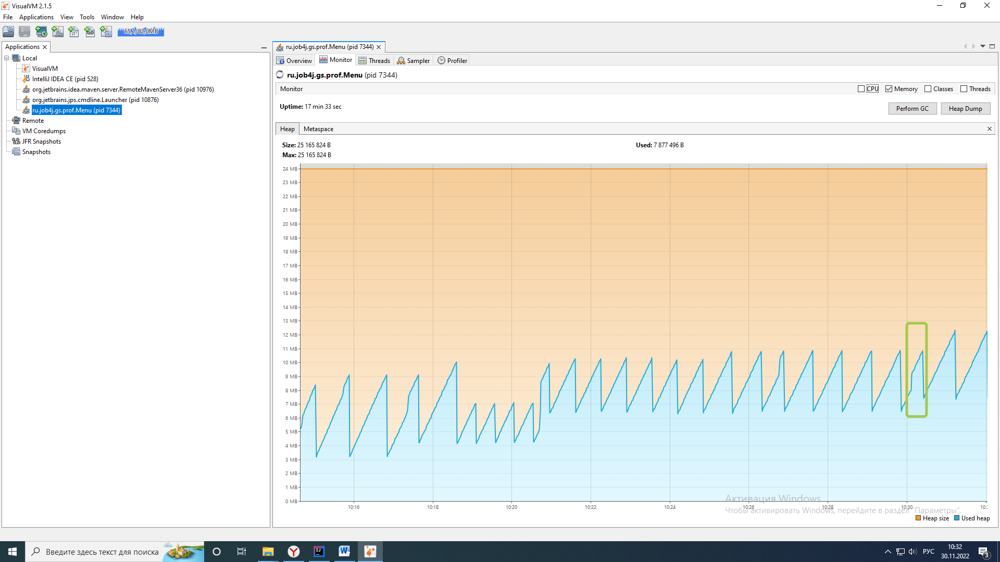 VisualVM 2.1.5
File Applications View Tools Window Help
65,1/82,0MB
Applications
Local
VisualVM
IntelliJ IDEA CE (pid 528)
org.jetbrains.idea.maven.server.RemoteMavenServer36 (pid 10976)
org.jetbrains.jps.cmdline.Launcher (pid 10876)
ru.job4j.gs.prof.Menu (pid 7344)
Remote
VM Coredumps
JFR Snapshots
Snapshots
ru.job4j.gs.prof.Menu (pid 7344)
Overview Monitor Threads Sampler Profiler
ru.job4j.gs.prof.Menu (pid 7344)
Monitor CPU Memory Classes Threads
Uptime: 17 min 33 sec
Perform GC Heap Dump
Heap Metaspace
Size: 25 165 824 B Used: 7 877 496 B
Max: 25 165 824 B
24 MB
23 MB
22 MB
21 MB
20 MB
19 MB
18 MB
17 MB
16 MB
15 MB
14 MB
13 MB
12 MB
11 MB
10 MB
9 MB
8 MB
7 MB
6 MB
5 MB
4 MB
3 MB
2 MB
1 MB
0 MB
10:16 10:18 10:20 10:22 10:24 10:26 10:28 10:30 10:
Активация Windows
Чтобы активировать Windows, перейдите в раздел "Параметры".
Heap size Used heap
Введите здесь текст для поиска
РУС
10:32
30.11.2022
3